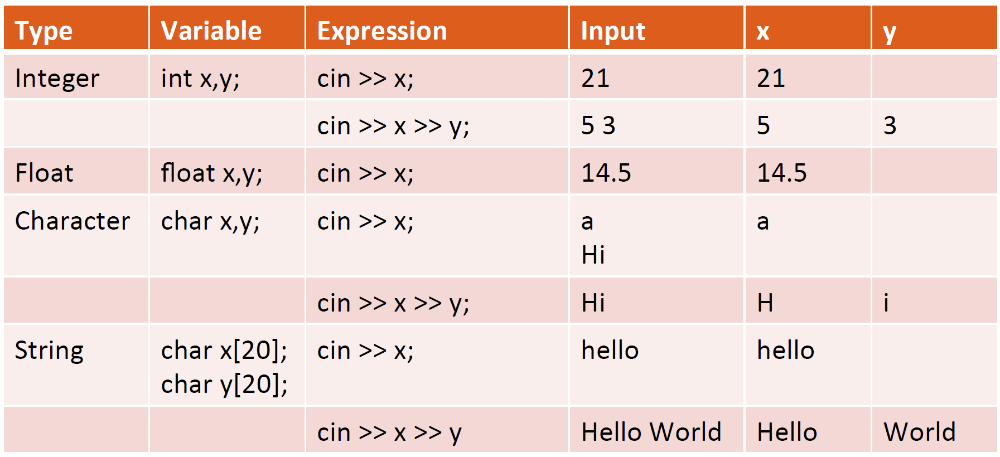 Type Variable Expression Input x y
Integer int x,y; cin >> x; 21 21
cin >> x >> y; 5 3 5 3
Float float x,y; cin >> x; 14.5 14.5
Character char x,y; cin >> x; a a
Hi
cin >> x >> y; Hi H i
String char x[20]; cin >> x; hello hello
char y[20];
cin >> x >> y Hello World Hello World